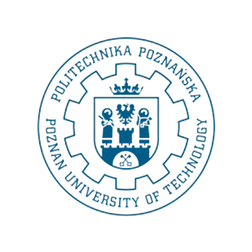 POLITECHNIKA POZNAŃSKA
POZNAN UNIVERSITY OF TECHNOLOGY